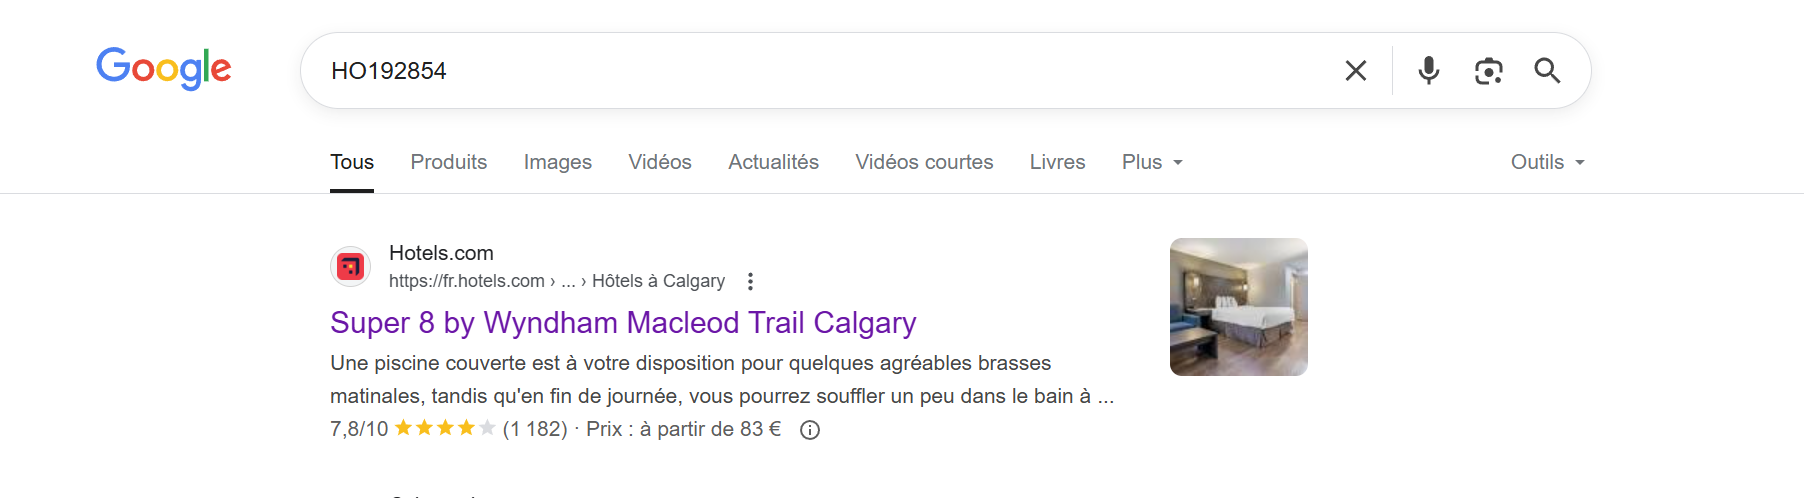 Google
HO192854
Tous Produits Images Vidéos Actualités Vidéos courtes Livres Plus Outils
Hotels.com
https://fr.hotels.com › ... › Hôtels à Calgary
Super 8 by Wyndham Macleod Trail Calgary
Une piscine couverte est à votre disposition pour quelques agréables brasses
matinales, tandis qu'en fin de journée, vous pourrez souffler un peu dans le bain à ...
7,8/10 (1 182) · Prix : à partir de 83 €